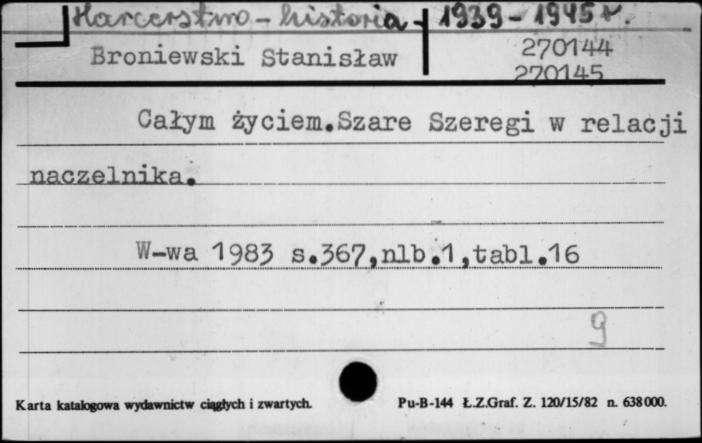 Harcerstwo - historia - 1939 - 1945 r.
Broniewski Stanisław
270144
270145
Całym życiem.Szare Szeregi w relacji
naczelnika.
W-wa 1983 s.367,nlb.1,tabl.16
g
Karta katalogowa wydawnictw ciągłych i zwartych.
Pu-B-144 Ł.Z.Graf. Z. 120/15/82 n. 638000.